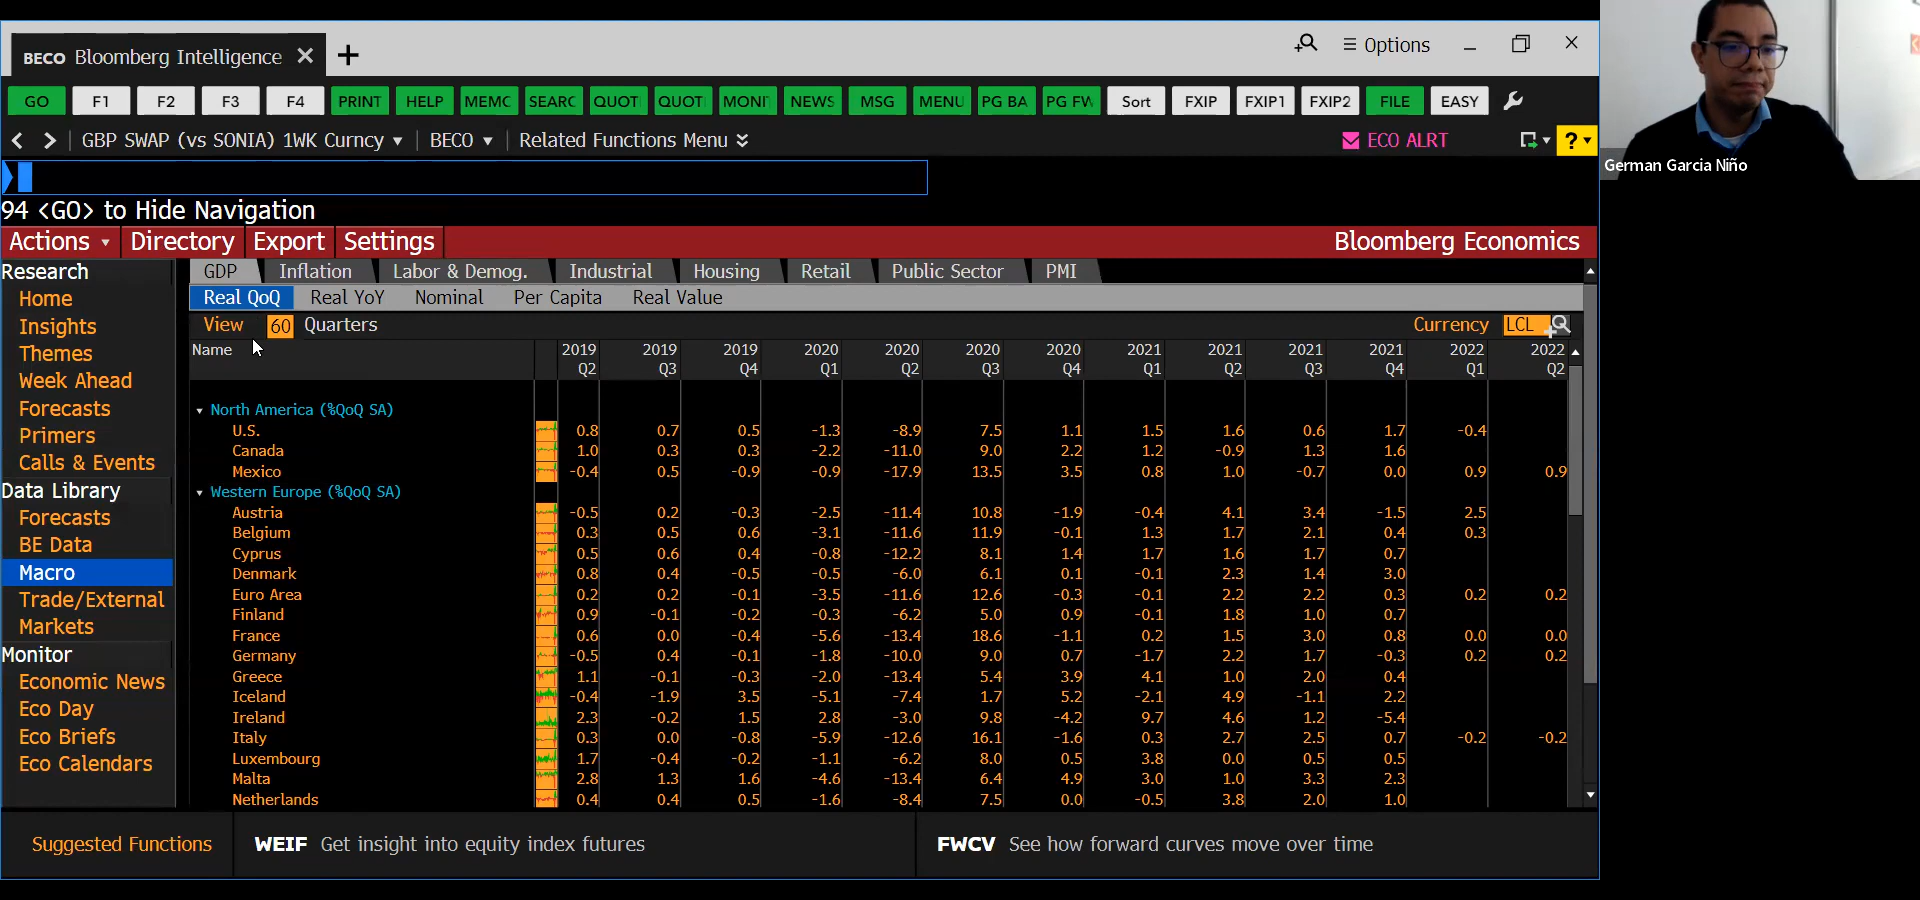 BECO Bloomberg Intelligence
Options
GO F1 F2 F3 F4 PRINT HELP MEMC SEARC QUOT QUOT MONI NEWS MSG MENU PG BA PG FW Sort FXIP FXIP1 FXIP2 FILE EASY
GBP SWAP (vs SONIA) 1WK Curncy BECO Related Functions Menu ECO ALRT ?
German Garcia Niño
94 <GO> to Hide Navigation
Actions Directory Export Settings Bloomberg Economics
Research
Home
Insights
Themes
Week Ahead
Forecasts
Primers
Calls & Events
Data Library
Forecasts
BE Data
Macro
Trade/External
Markets
Monitor
Economic News
Eco Day
Eco Briefs
Eco Calendars
GDP Inflation Labor & Demog. Industrial Housing Retail Public Sector PMI
Real QoQ Real YoY Nominal Per Capita Real Value
View 60 Quarters Currency LCL
Name 2019 2019 2019 2020 2020 2020 2020 2021 2021 2021 2021 2022 2022
Q2 Q3 Q4 Q1 Q2 Q3 Q4 Q1 Q2 Q3 Q4 Q1 Q2
North America (%QoQ SA)
U.S. 0.8 0.7 0.5 -1.3 -8.9 7.5 1.1 1.5 1.6 0.6 1.7 -0.4
Canada 1.0 0.3 0.3 -2.2 -11.0 9.0 2.2 1.2 -0.9 1.3 1.6
Mexico -0.4 0.5 -0.9 -0.9 -17.9 13.5 3.5 0.8 1.0 -0.7 0.0 0.9 0.9
Western Europe (%QoQ SA)
Austria -0.5 0.2 -0.3 -2.5 -11.4 10.8 -1.9 -0.4 4.1 3.4 -1.5 2.5
Belgium 0.3 0.5 0.6 -3.1 -11.6 11.9 -0.1 1.3 1.7 2.1 0.4 0.3
Cyprus 0.5 0.6 0.4 -0.8 -12.2 8.1 1.4 1.7 1.6 1.7 0.7
Denmark 0.8 0.4 -0.5 -0.5 -6.0 6.1 0.1 -0.1 2.3 1.4 3.0
Euro Area 0.2 0.2 -0.1 -3.5 -11.6 12.6 -0.3 -0.1 2.2 2.2 0.3 0.2 0.2
Finland 0.9 -0.1 -0.2 -0.3 -6.2 5.0 0.9 -0.1 1.8 1.0 0.7
France 0.6 0.0 -0.4 -5.6 -13.4 18.6 -1.1 0.2 1.5 3.0 0.8 0.0 0.0
Germany -0.5 0.4 -0.1 -1.8 -10.0 9.0 0.7 -1.7 2.2 1.7 -0.3 0.2 0.2
Greece 1.1 -0.1 -0.3 -2.0 -13.4 5.4 3.9 4.1 1.0 2.0 0.4
Iceland -0.4 -1.9 3.5 -5.1 -7.4 1.7 5.2 -2.1 4.9 -1.1 2.2
Ireland 2.3 -0.2 1.5 2.8 -3.0 9.8 -4.2 9.7 4.6 1.2 -5.4
Italy 0.3 0.0 -0.8 -5.9 -12.6 16.1 -1.6 0.3 2.7 2.5 0.7 -0.2 -0.2
Luxembourg 1.7 -0.4 -0.2 -1.1 -6.2 8.0 0.5 3.8 0.0 0.5 0.5
Malta 2.8 1.3 1.6 -4.6 -13.4 6.4 4.9 3.0 1.0 3.3 2.3
Netherlands 0.4 0.4 0.5 -1.6 -8.4 7.5 0.0 -0.5 3.8 2.0 1.0
Suggested Functions WEIF Get insight into equity index futures FWCV See how forward curves move over time